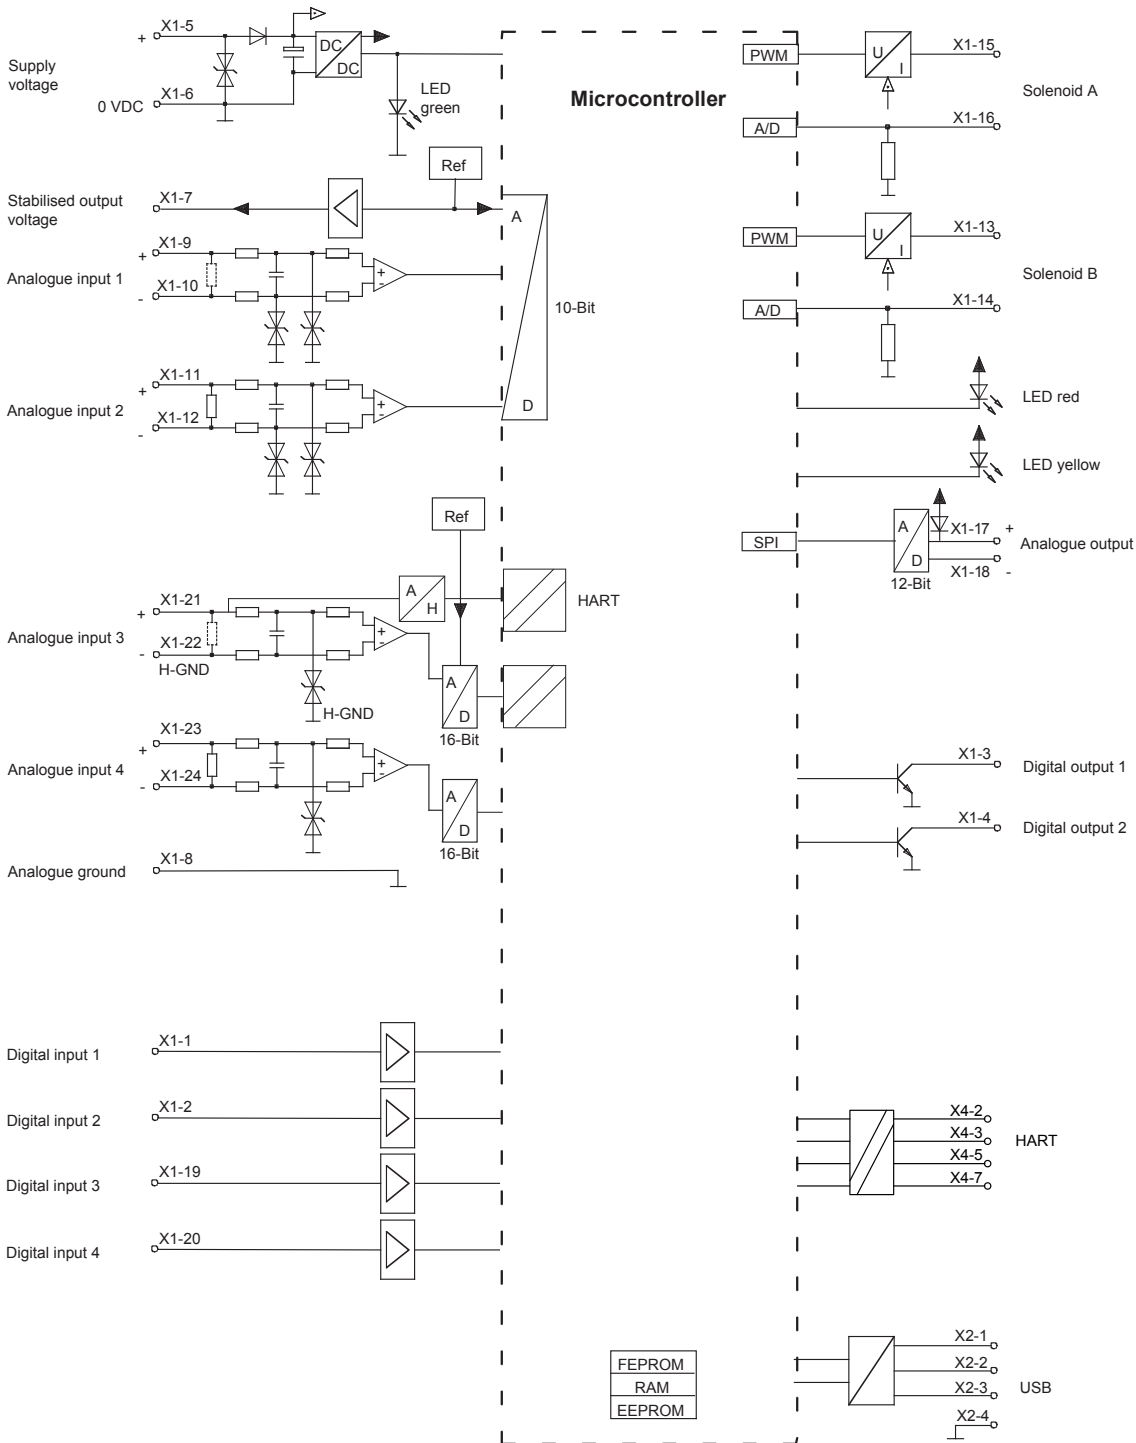 X1-5
+
DC
DC
Supply
voltage
LED
green
X1-6
0 VDC
Ref
X1-7
Stabilised output
voltage
A
X1-9
+
+
-
Analogue input 1
X1-10
-
10-Bit
X1-11
+
+
-
Analogue input 2
X1-12
-
D
Ref
X1-21
+
A
H
HART
+
-
Analogue input 3
X1-22
-
H-GND
H-GND
A
D
16-Bit
X1-23
+
+
-
Analogue input 4
X1-24
-
A
D
16-Bit
X1-8
Analogue ground
X1-1
Digital input 1
X1-2
Digital input 2
X1-19
Digital input 3
X1-20
Digital input 4
Microcontroller
FEPROM
RAM
EEPROM
PWM
U
I
X1-15
Solenoid A
A/D
X1-16
PWM
U
I
X1-13
Solenoid B
A/D
X1-14
LED red
LED yellow
SPI
A
D
12-Bit
X1-17
+
Analogue output
X1-18
-
X1-3
Digital output 1
X1-4
Digital output 2
X4-2
X4-3
HART
X4-5
X4-7
X2-1
X2-2
X2-3
USB
X2-4